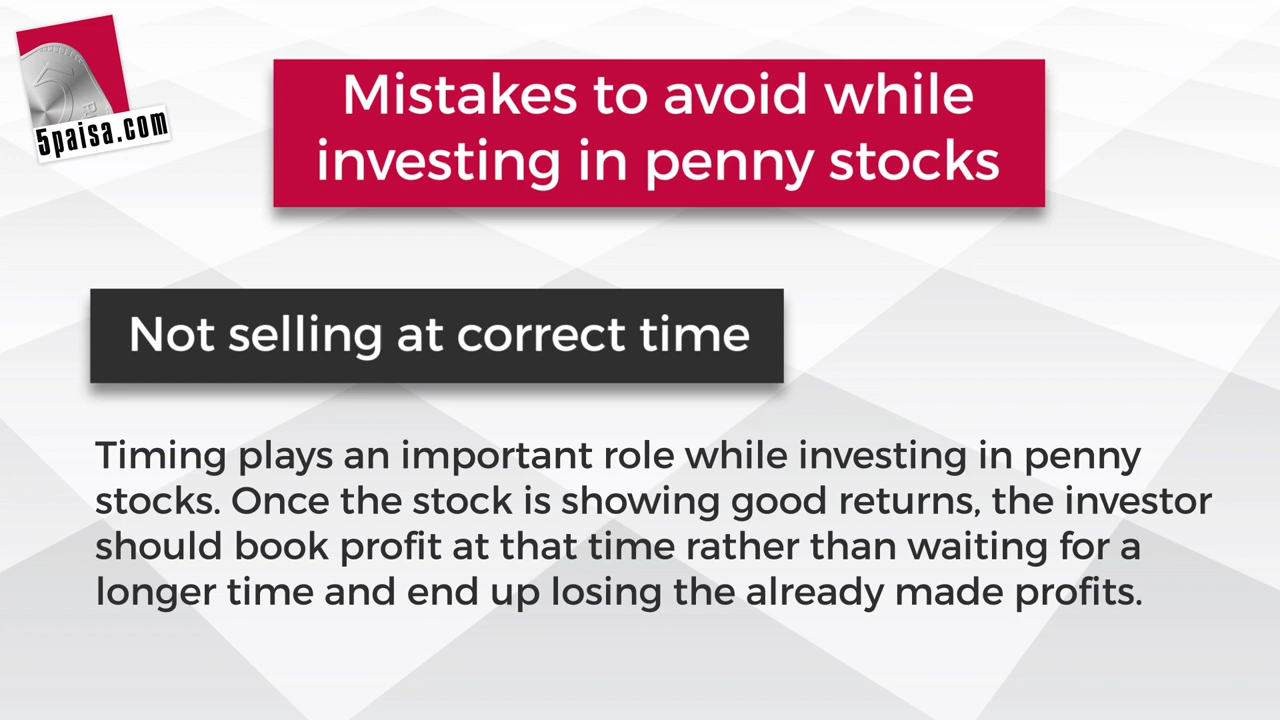 5paisa.com
Mistakes to avoid while
investing in penny stocks
Not selling at correct time
Timing plays an important role while investing in penny
stocks. Once the stock is showing good returns, the investor
should book profit at that time rather than waiting for a
longer time and end up losing the already made profits.